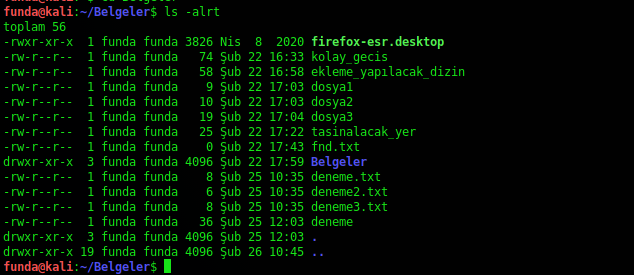 funda@kali:~/Belgeler$ ls -alrt
toplam 56
-rwxr-xr-x  1 funda funda 3826 Nis  8  2020 firefox-esr.desktop
-rw-r--r--  1 funda funda   74 Şub 22 16:33 kolay_gecis
-rw-r--r--  1 funda funda   58 Şub 22 16:58 ekleme_yapilacak_dizin
-rw-r--r--  1 funda funda    9 Şub 22 17:03 dosya1
-rw-r--r--  1 funda funda   10 Şub 22 17:03 dosya2
-rw-r--r--  1 funda funda   19 Şub 22 17:04 dosya3
-rw-r--r--  1 funda funda   25 Şub 22 17:22 tasinalacak_yer
-rw-r--r--  1 funda funda    0 Şub 22 17:43 fnd.txt
drwxr-xr-x  3 funda funda 4096 Şub 22 17:59 Belgeler
-rw-r--r--  1 funda funda    8 Şub 25 10:35 deneme.txt
-rw-r--r--  1 funda funda    6 Şub 25 10:35 deneme2.txt
-rw-r--r--  1 funda funda    8 Şub 25 10:35 deneme3.txt
-rw-r--r--  1 funda funda   36 Şub 25 12:03 deneme
drwxr-xr-x  3 funda funda 4096 Şub 25 12:03 .
drwxr-xr-x 19 funda funda 4096 Şub 26 10:45 ..
funda@kali:~/Belgeler$